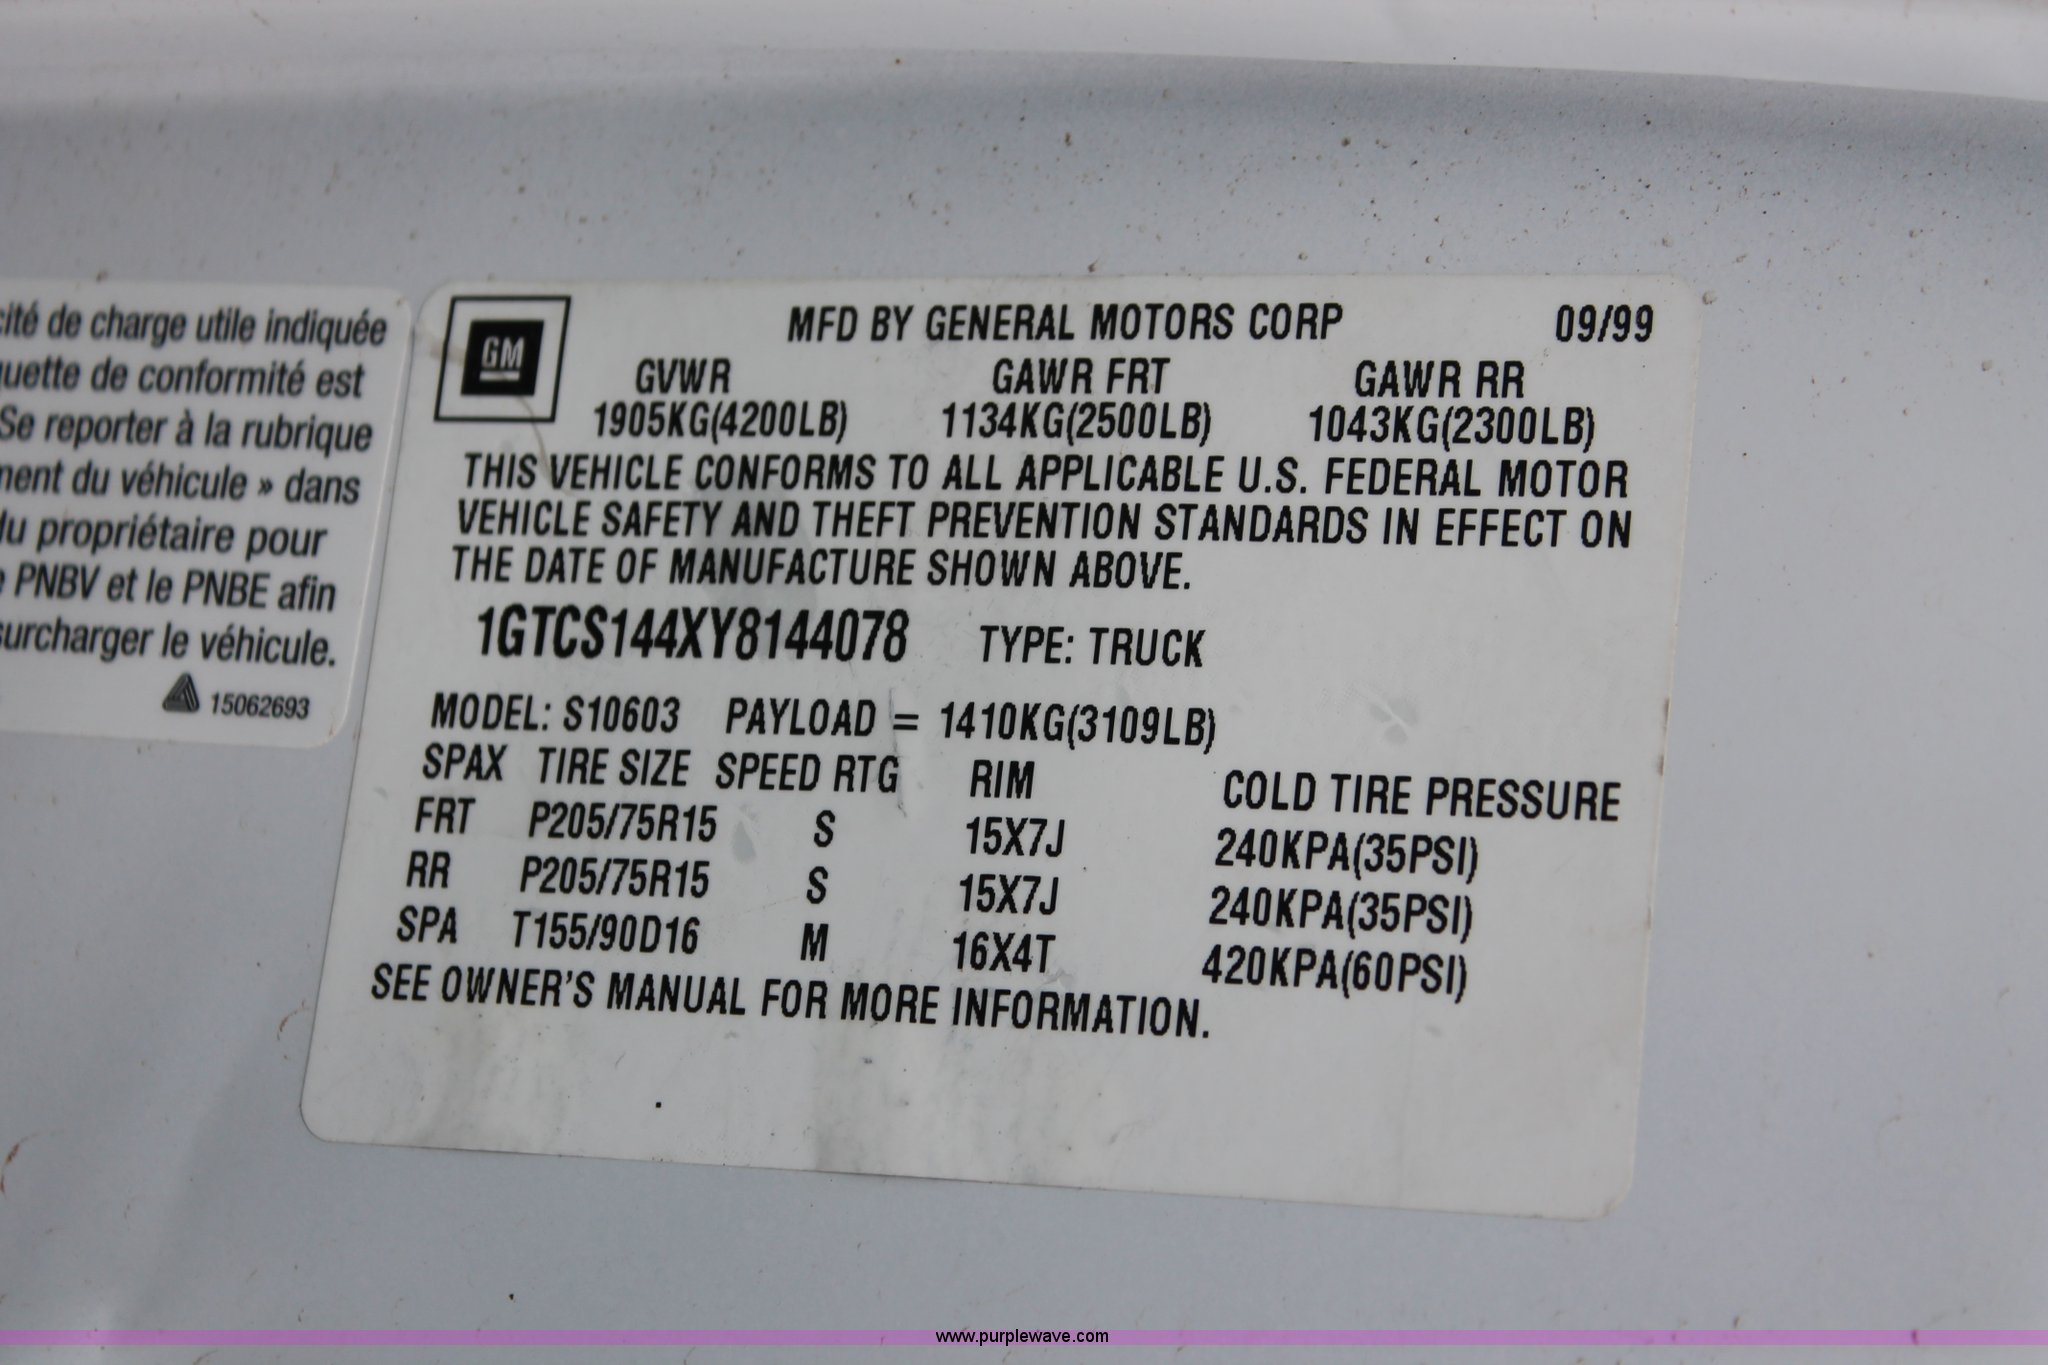 cité de charge utile indiquée
uette de conformité est
Se reporter à la rubrique
ment du véhicule » dans
du propriétaire pour
PNBV et le PNBE afin
surcharger le véhicule.
15062693
GM
MFD BY GENERAL MOTORS CORP 09/99
GVWR GAWR FRT GAWR RR
1905KG(4200LB) 1134KG(2500LB) 1043KG(2300LB)
THIS VEHICLE CONFORMS TO ALL APPLICABLE U.S. FEDERAL MOTOR
VEHICLE SAFETY AND THEFT PREVENTION STANDARDS IN EFFECT ON
THE DATE OF MANUFACTURE SHOWN ABOVE.
1GTCS144XY8144078 TYPE: TRUCK
MODEL: S10603 PAYLOAD = 1410KG(3109LB)
SPAX TIRE SIZE SPEED RTG RIM COLD TIRE PRESSURE
FRT P205/75R15 S 15X7J 240KPA(35PSI)
RR P205/75R15 S 15X7J 240KPA(35PSI)
SPA T155/90D16 M 16X4T 420KPA(60PSI)
SEE OWNER'S MANUAL FOR MORE INFORMATION.
www.purplewave.com